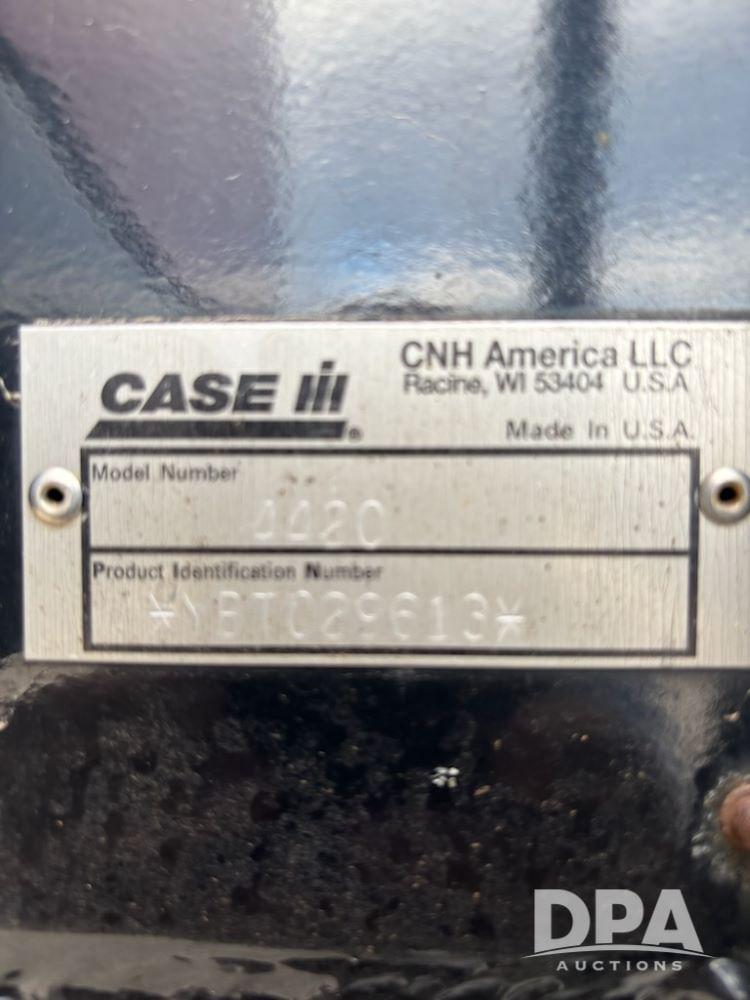 CASE IH
CNH America LLC
Racine, WI 53404 U.S.A
Made In U.S.A.
Model Number
4420
Product Identification Number
*YBT029613*
DPA
AUCTIONS